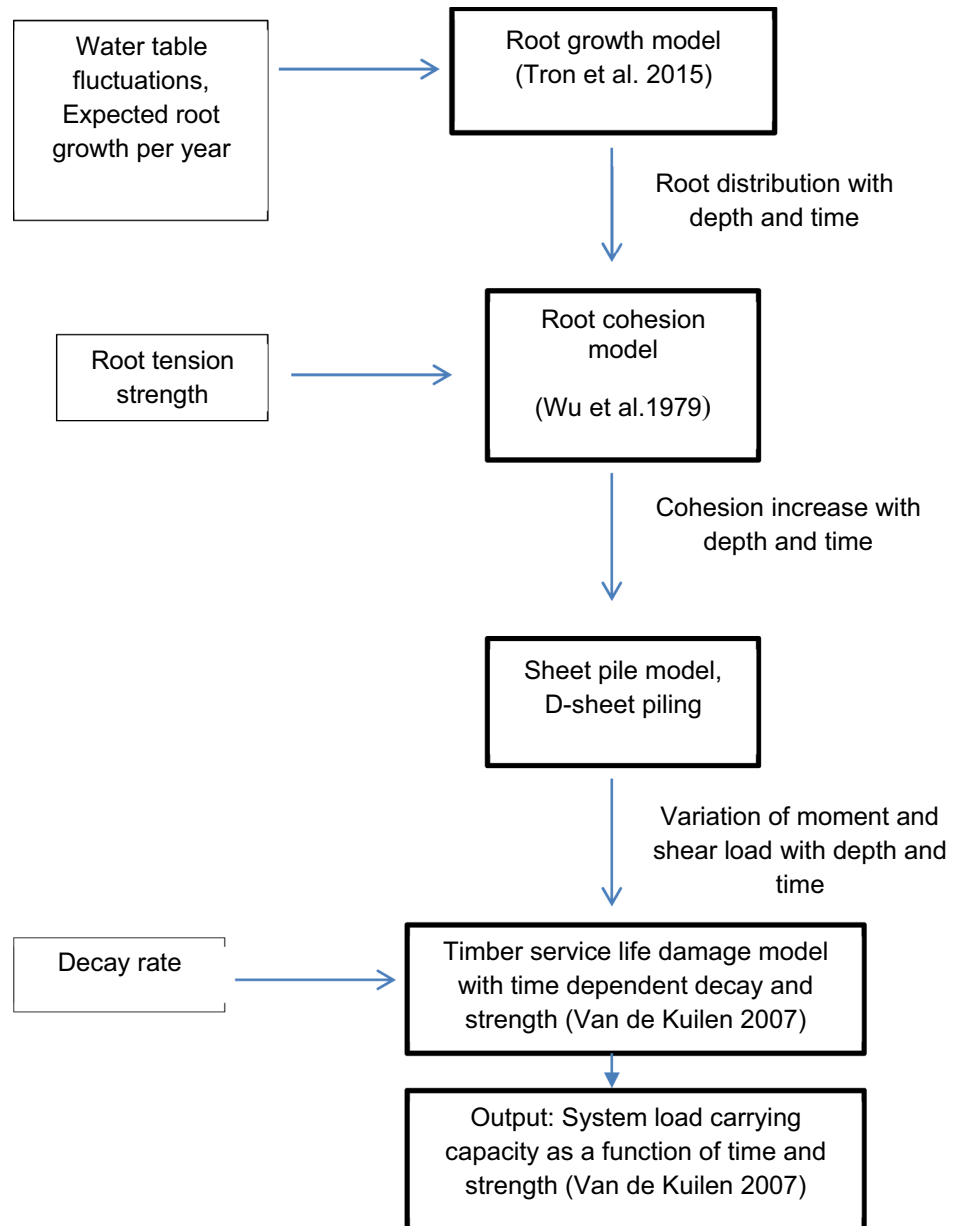 Water table
fluctuations,
Expected root
growth per year
Root growth model
(Tron et al. 2015)
Root distribution with
depth and time
Root tension
strength
Root cohesion
model
(Wu et al.1979)
Cohesion increase with
depth and time
Sheet pile model,
D-sheet piling
Variation of moment and
shear load with depth and
time
Decay rate
Timber service life damage model
with time dependent decay and
strength (Van de Kuilen 2007)
Output: System load carrying
capacity as a function of time and
strength (Van de Kuilen 2007)